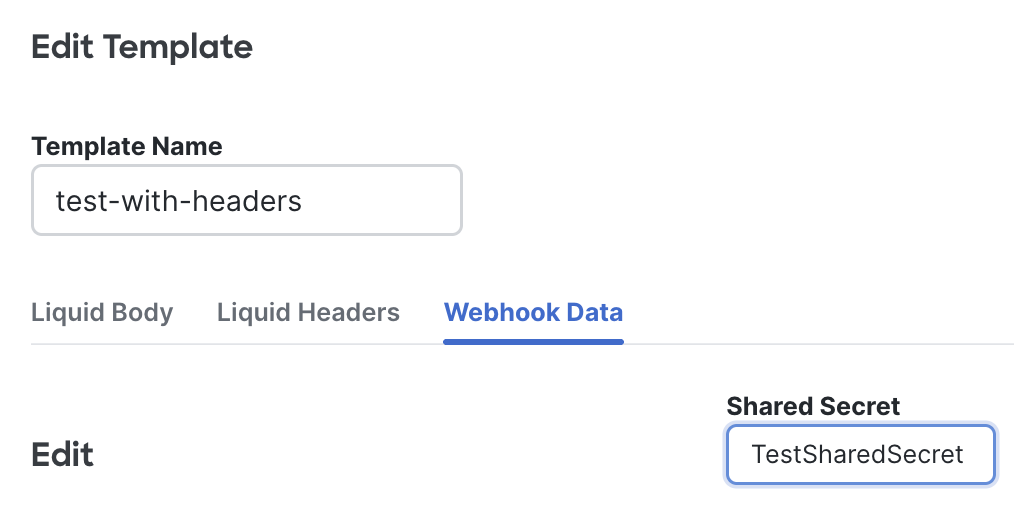 Edit Template
Template Name
test-with-headers
Liquid Body Liquid Headers Webhook Data
Shared Secret
Edit
TestSharedSecret